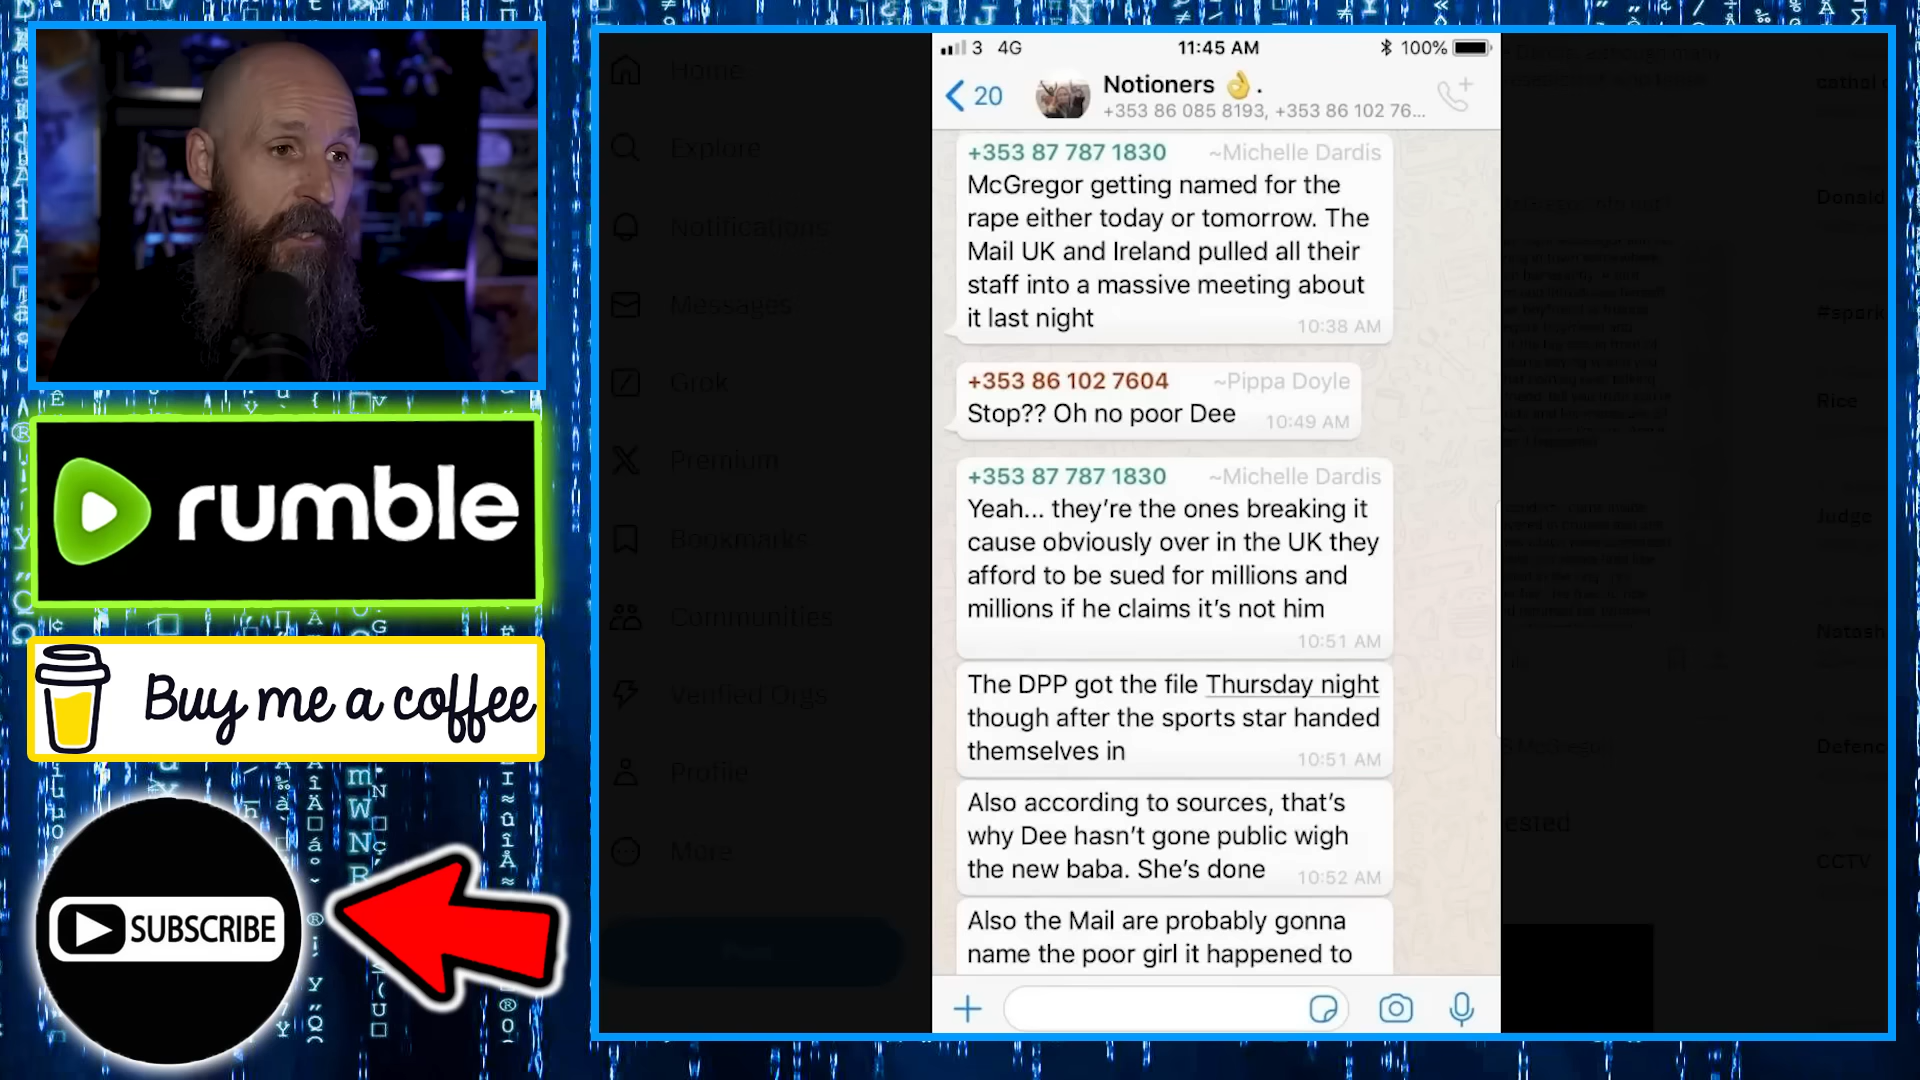 Home
Explore
Notifications
Messages
Grok
Premium
Bookmarks
Communities
Verified Orgs
Profile
More
3 4G
11:45 AM
100%
20
Notioners 👌.
+353 86 085 8193, +353 86 102 76...
+353 87 787 1830 ~Michelle Dardis
McGregor getting named for the
rape either today or tomorrow. The
Mail UK and Ireland pulled all their
staff into a massive meeting about
it last night
10:38 AM
+353 86 102 7604 ~Pippa Doyle
Stop?? Oh no poor Dee
10:49 AM
+353 87 787 1830 ~Michelle Dardis
Yeah... they're the ones breaking it
cause obviously over in the UK they
afford to be sued for millions and
millions if he claims it's not him
10:51 AM
The DPP got the file Thursday night
though after the sports star handed
themselves in
10:51 AM
Also according to sources, that's
why Dee hasn't gone public wigh
the new baba. She's done
10:52 AM
Also the Mail are probably gonna
name the poor girl it happened to
cathal
Donald
#spark
Rice
Judge
Defenc
CCTV
rumble
Buy me a coffee
SUBSCRIBE